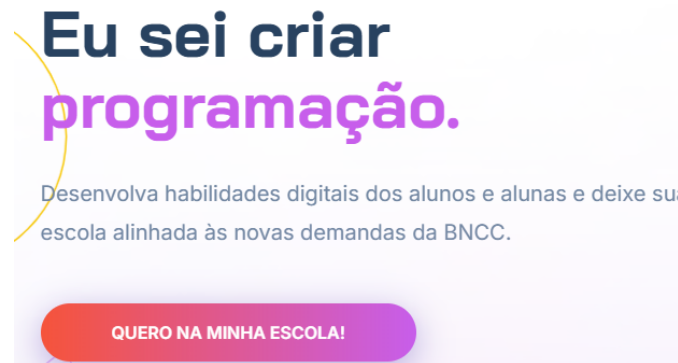 Eu sei criar
programação.
Desenvolva habilidades digitais dos alunos e alunas e deixe
escola alinhada às novas demandas da BNCC.
QUERO NA MINHA ESCOLA!